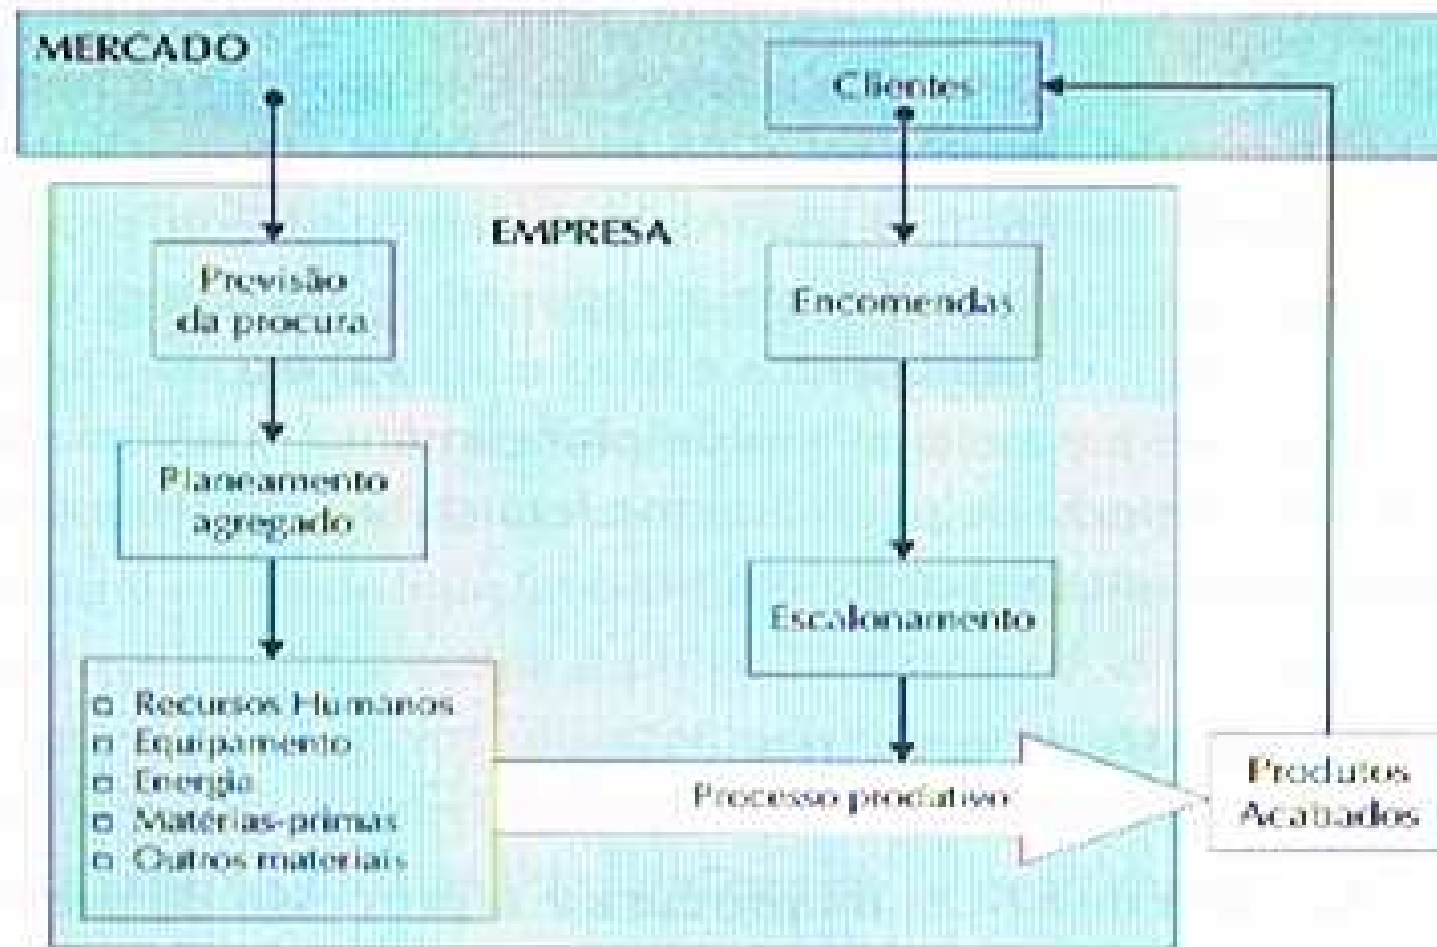 MERCADO
Clientes
EMPRESA
Previsão
da procura
Encomendas
Planeamento
agregado
Escalonamento
□ Recursos Humanos
□ Equipamento
□ Energia
□ Matérias-primas
□ Outros materiais
Processo produtivo
Produtos
Acabados